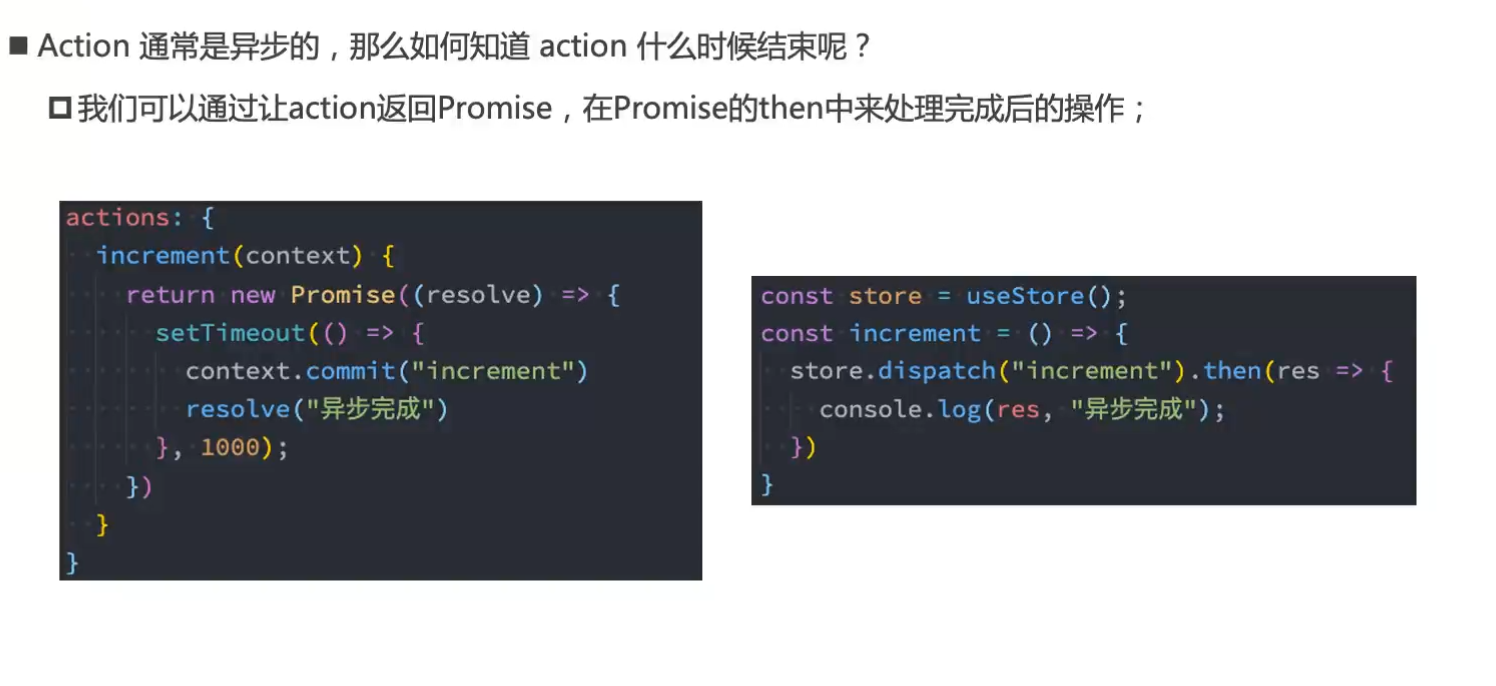 ■ Action 通常是异步的，那么如何知道 action 什么时候结束呢？
我们可以通过让action返回Promise，在Promise的then中来处理完成后的操作；
actions: {
  increment(context) {
    return new Promise((resolve) => {
      setTimeout(() => {
        context.commit("increment")
        resolve("异步完成")
      }, 1000);
    })
  }
}
const store = useStore();
const increment = () => {
  store.dispatch("increment").then(res => {
    console.log(res, "异步完成");
  })
}